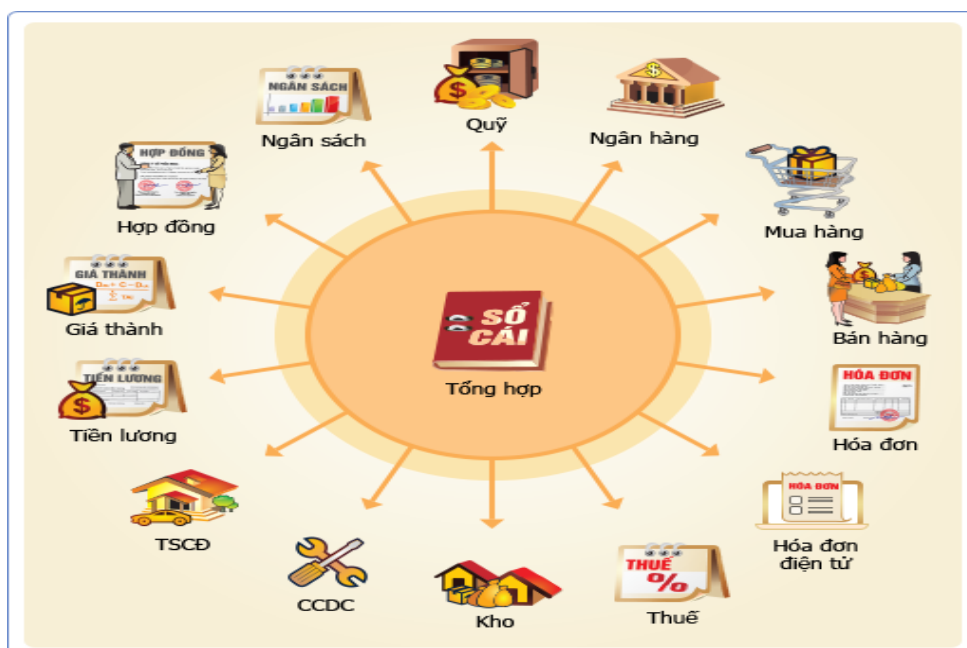 NGÂN SÁCH
Ngân sách
Quỹ
Ngân hàng
HỢP ĐỒNG
Hợp đồng
Mua hàng
GIÁ THÀNH
Giá thành
Bán hàng
SỔ
CÁI
Tổng hợp
TIỀN LƯƠNG
Tiền lương
HÓA ĐƠN
Hóa đơn
TSCĐ
HÓA ĐƠN
Hóa đơn
điện tử
CCDC
Kho
THUẾ
%
Thuế